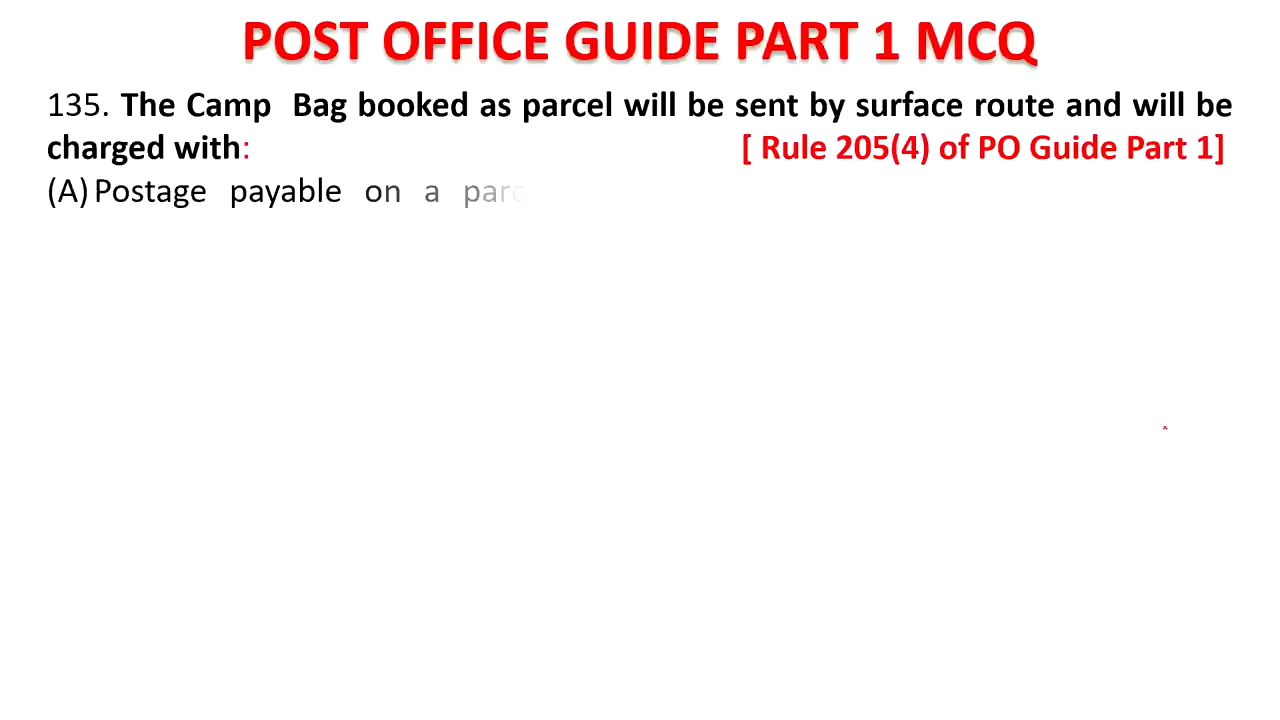 POST OFFICE GUIDE PART 1 MCQ
135. The Camp Bag booked as parcel will be sent by surface route and will be
charged with: [ Rule 205(4) of PO Guide Part 1]
(A) Postage payable on a